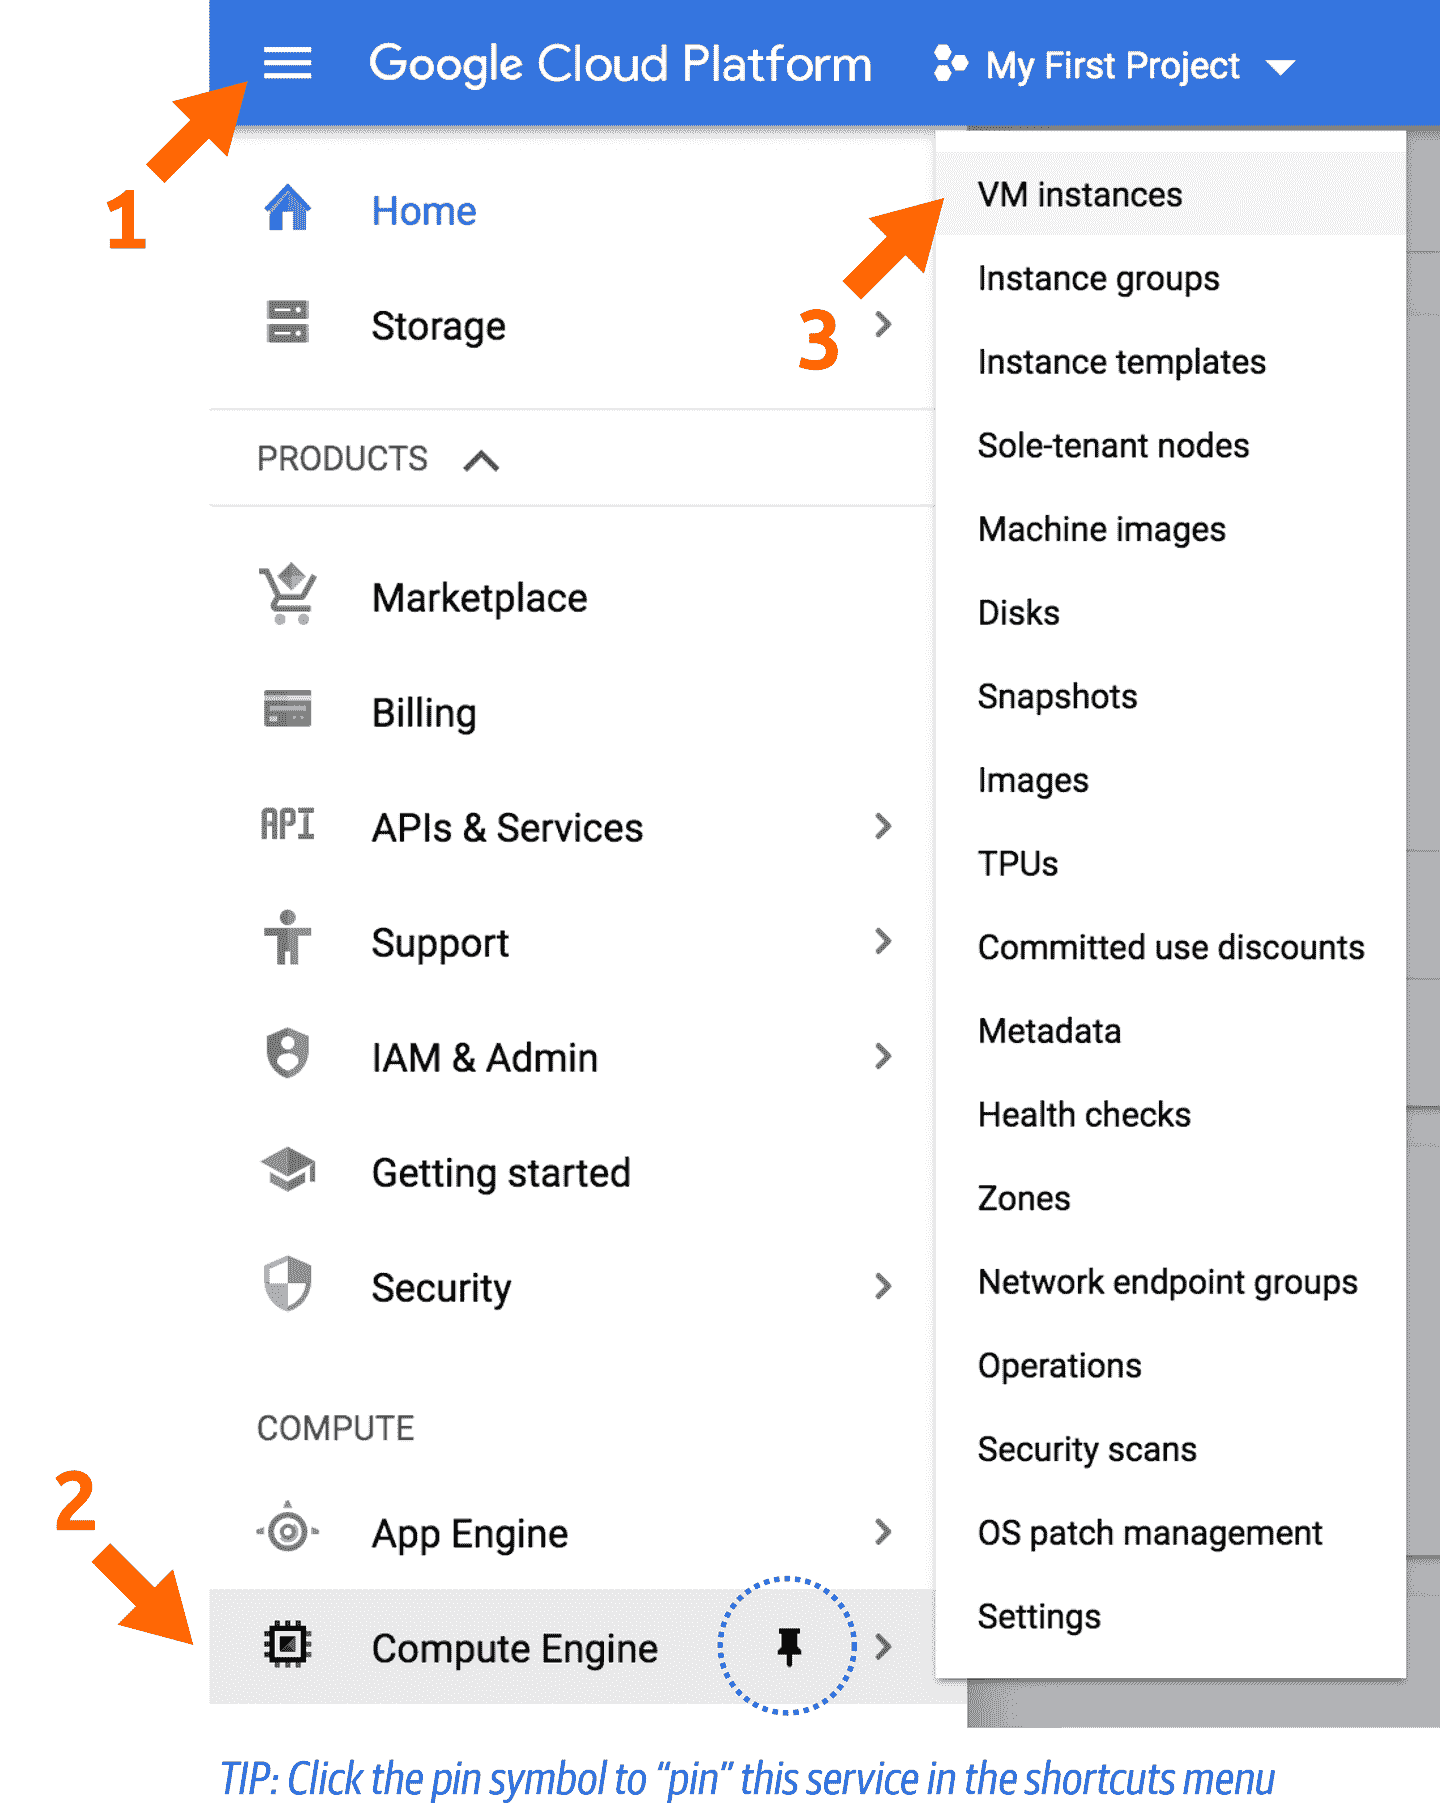 Google Cloud Platform
My First Project
1
Home
Storage
PRODUCTS
Marketplace
Billing
API
APIs & Services
Support
IAM & Admin
Getting started
Security
COMPUTE
2
App Engine
Compute Engine
3
VM instances
Instance groups
Instance templates
Sole-tenant nodes
Machine images
Disks
Snapshots
Images
TPUs
Committed use discounts
Metadata
Health checks
Zones
Network endpoint groups
Operations
Security scans
OS patch management
Settings
TIP: Click the pin symbol to “pin” this service in the shortcuts menu